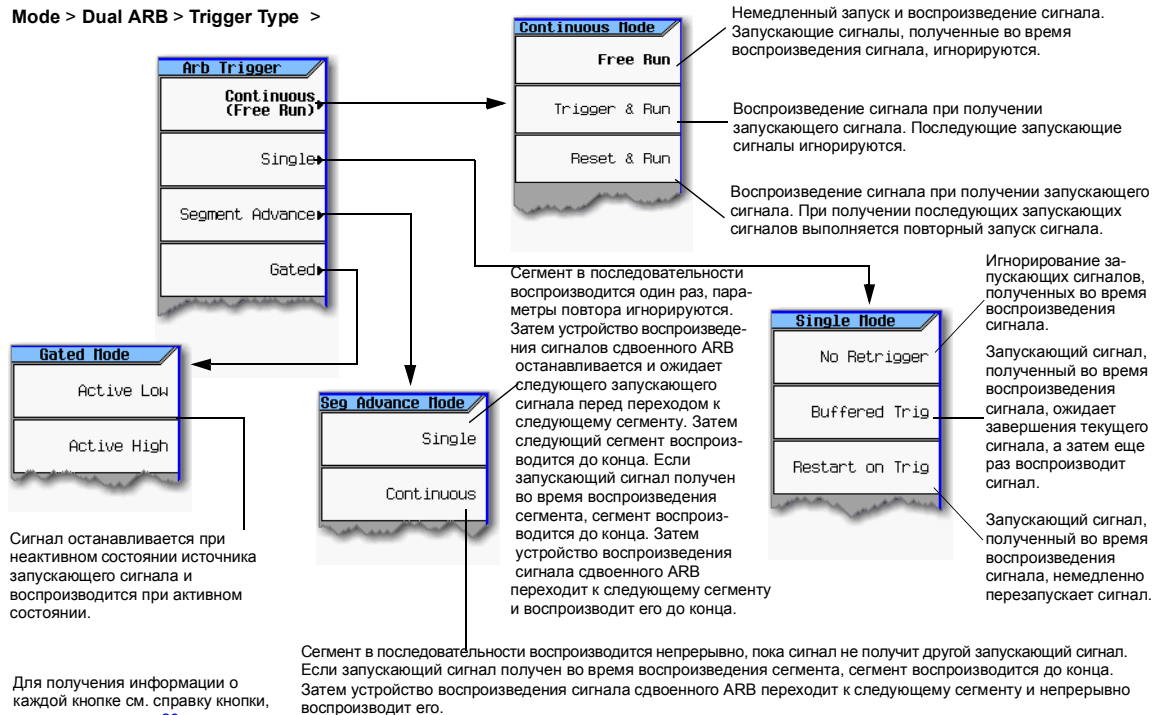 Mode > Dual ARB > Trigger Type >
Arb Trigger
Continuous
(Free Run)
Single
Segment Advance
Gated
Continuous Mode
Free Run
Trigger & Run
Reset & Run
Немедленный запуск и воспроизведение сигнала.
Запускающие сигналы, полученные во время
воспроизведения сигнала, игнорируются.
Воспроизведение сигнала при получении
запускающего сигнала. Последующие запускающие
сигналы игнорируются.
Воспроизведение сигнала при получении запускающего
сигнала. При получении последующих запускающих
сигналов выполняется повторный запуск сигнала.
Gated Mode
Active Low
Active High
Сигнал останавливается при
неактивном состоянии источника
запускающего сигнала и
воспроизводится при активном
состоянии.
Seg Advance Mode
Single
Continuous
Сегмент в последовательности
воспроизводится один раз, пара-
метры повтора игнорируются.
Затем устройство воспроизведе-
ния сигналов сдвоенного ARB
останавливается и ожидает
следующего запускающего
сигнала перед переходом к
следующему сегменту. Затем
следующий сегмент воспроиз-
водится до конца. Если
запускающий сигнал получен
во время воспроизведения
сегмента, сегмент воспроиз-
водится до конца. Затем
устройство воспроизведения
сигнала сдвоенного ARB
переходит к следующему сегменту
и воспроизводит его до конца.
Single Mode
No Retrigger
Buffered Trig
Restart on Trig
Игнорирование за-
пускающих сигналов,
полученных во время
воспроизведения
сигнала.
Запускающий сигнал,
полученный во время
воспроизведения
сигнала, ожидает
завершения текущего
сигнала, а затем еще
раз воспроизводит
сигнал.
Запускающий сигнал,
полученный во время
воспроизведения
сигнала, немедленно
перезапускает сигнал.
Сегмент в последовательности воспроизводится непрерывно, пока сигнал не получит другой запускающий сигнал.
Если запускающий сигнал получен во время воспроизведения сегмента, сегмент воспроизводится до конца.
Затем устройство воспроизведения сигнала сдвоенного ARB переходит к следующему сегменту и непрерывно
воспроизводит его.
Для получения информации о
каждой кнопке см. справку кнопки,